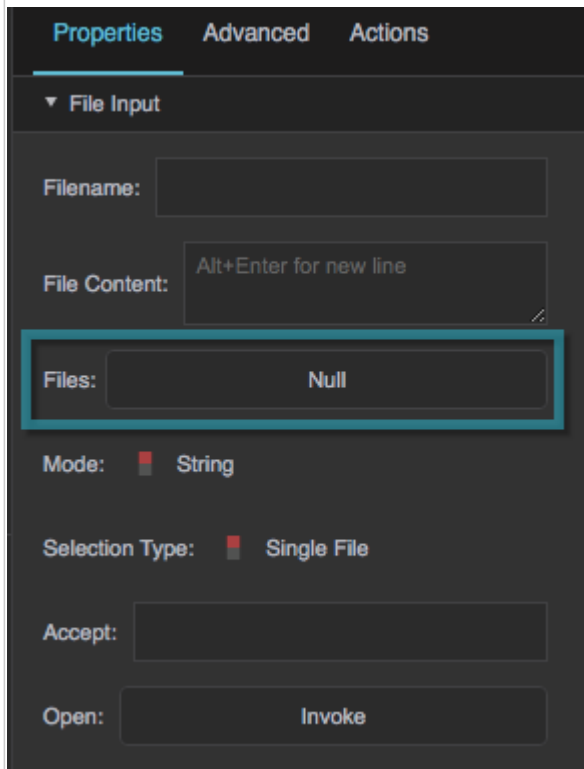 Properties Advanced Actions
File Input
Filename:
File Content: Alt+Enter for new line
Files: Null
Mode: String
Selection Type: Single File
Accept:
Open: Invoke